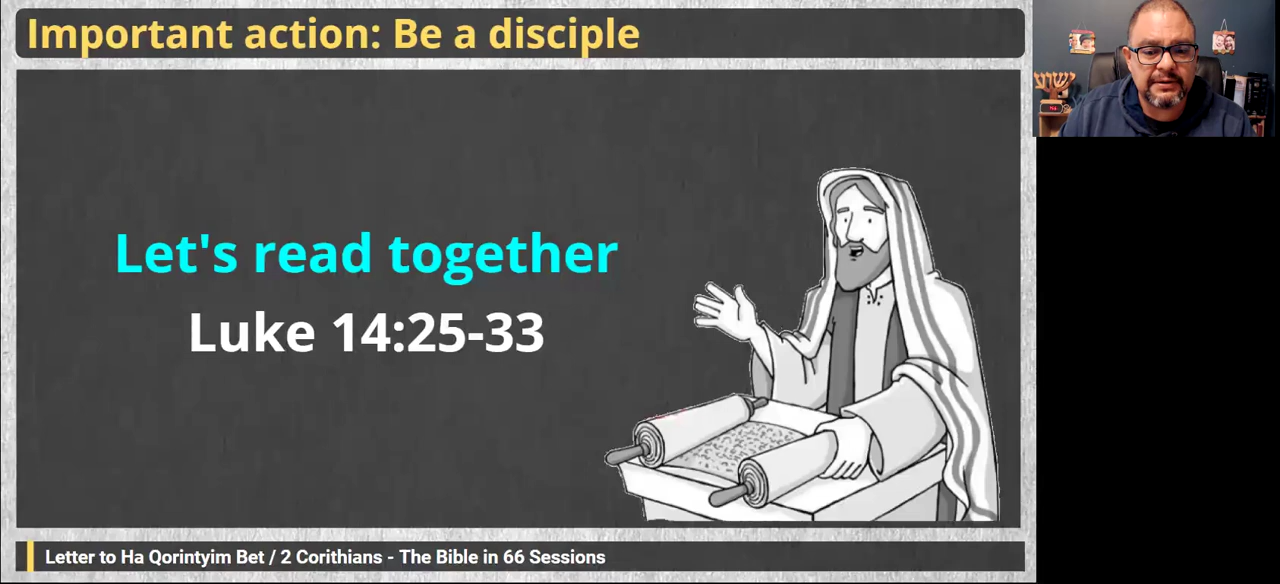 Important action: Be a disciple
Let's read together
Luke 14:25-33
Letter to Ha Qorintyim Bet / 2 Corithians - The Bible in 66 Sessions